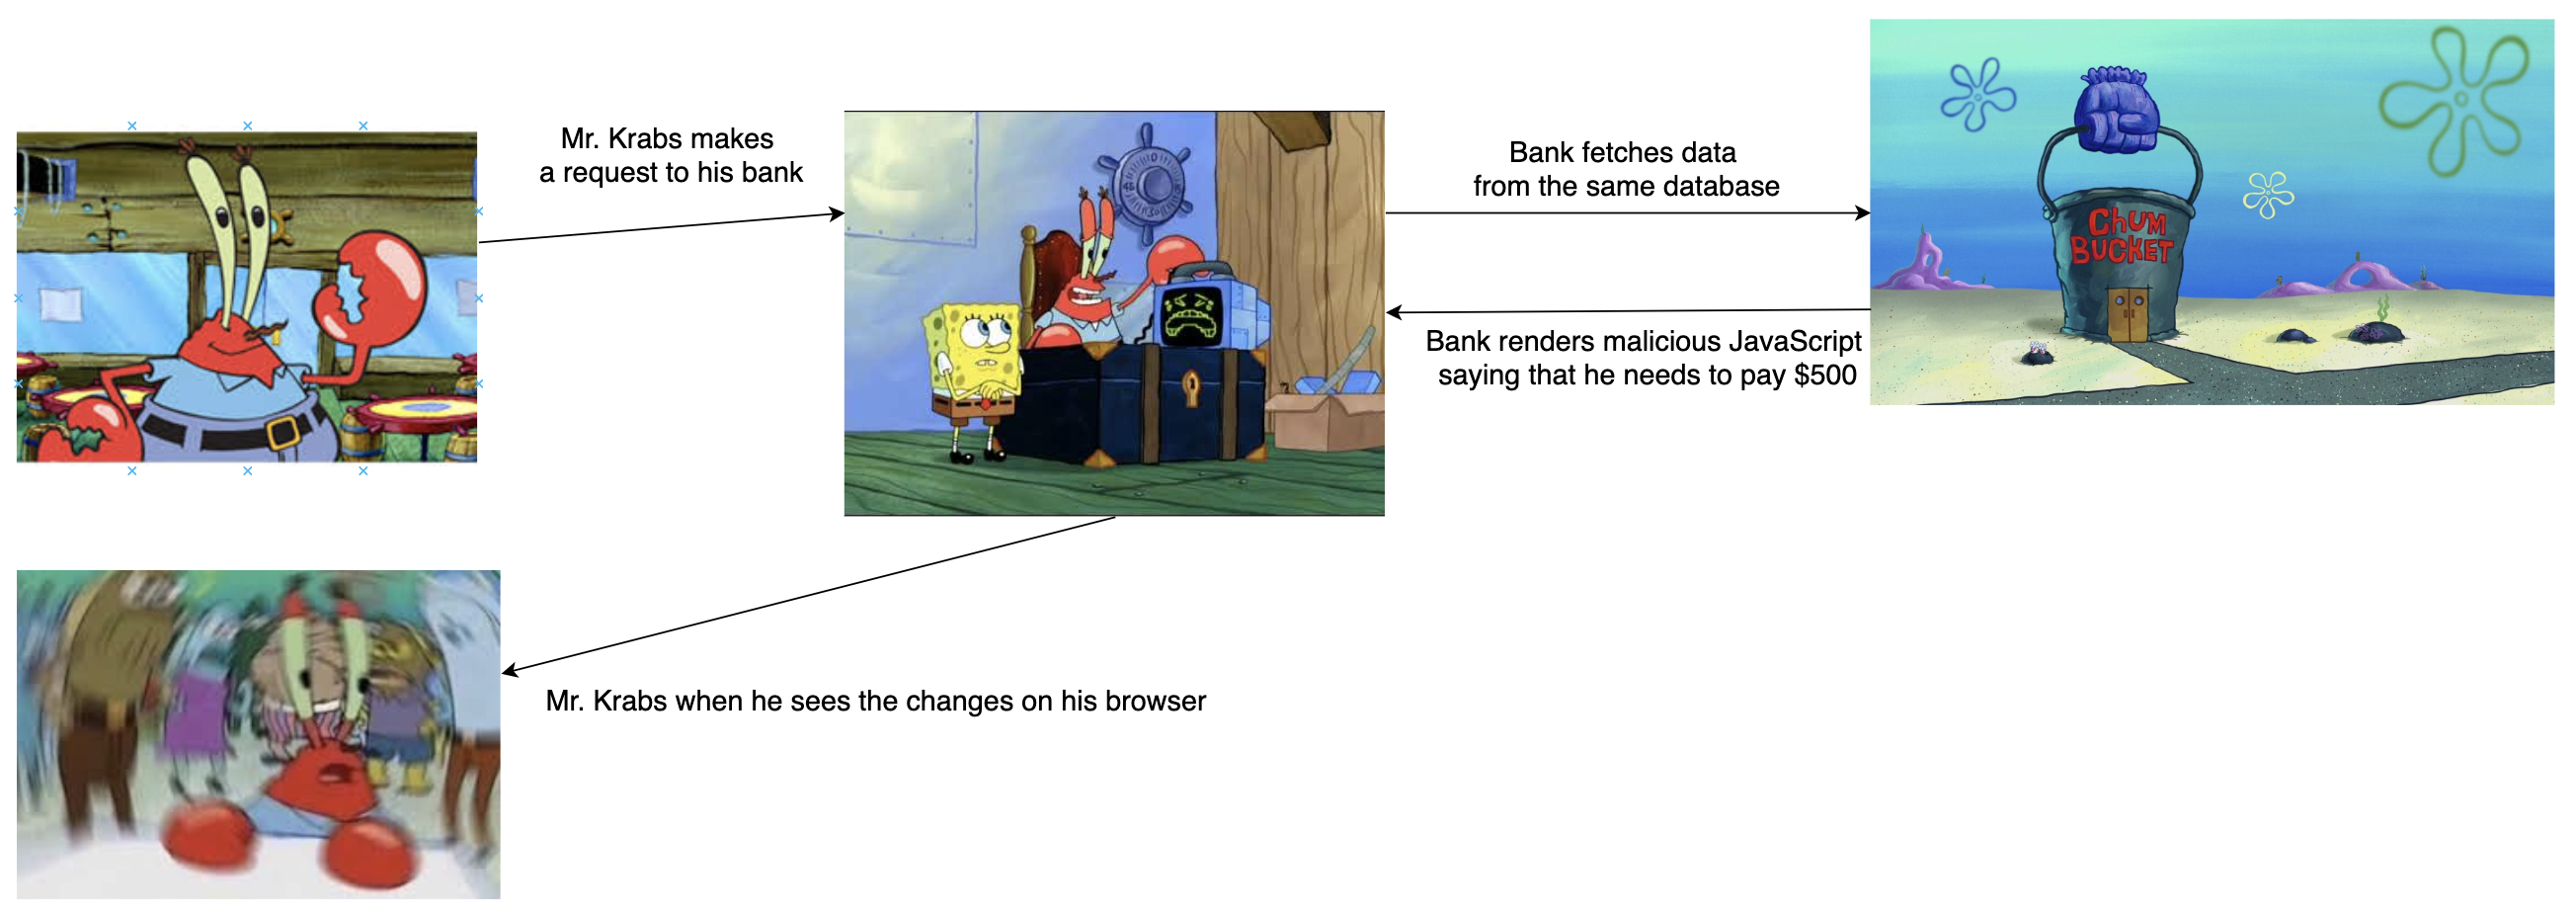 Mr. Krabs makes
a request to his bank
Bank fetches data
from the same database
CHUM
BUCKET
Bank renders malicious JavaScript
saying that he needs to pay $500
Mr. Krabs when he sees the changes on his browser